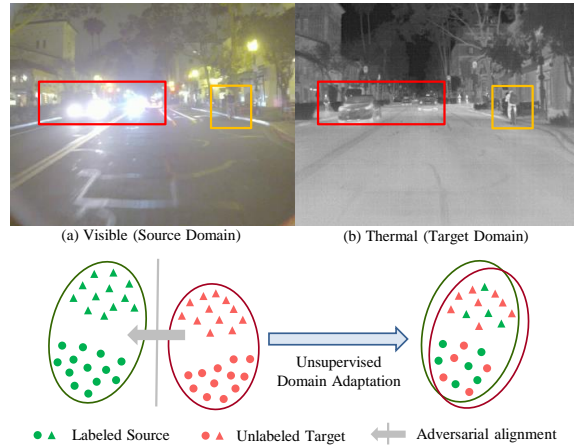 (a) Visible (Source Domain)
(b) Thermal (Target Domain)
Unsupervised
Domain Adaptation
Labeled Source
Unlabeled Target
Adversarial alignment